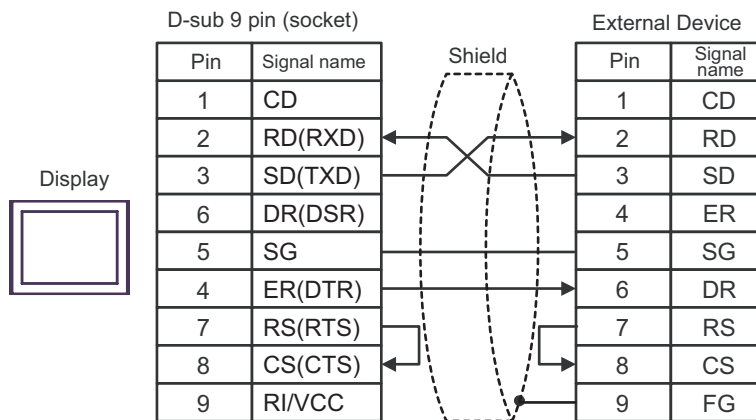 D-sub 9 pin (socket)
External Device
Shield
Display
Pin Signal name
1 CD
2 RD(RXD)
3 SD(TXD)
6 DR(DSR)
5 SG
4 ER(DTR)
7 RS(RTS)
8 CS(CTS)
9 RI/VCC
Pin Signal
name
1 CD
2 RD
3 SD
4 ER
5 SG
6 DR
7 RS
8 CS
9 FG